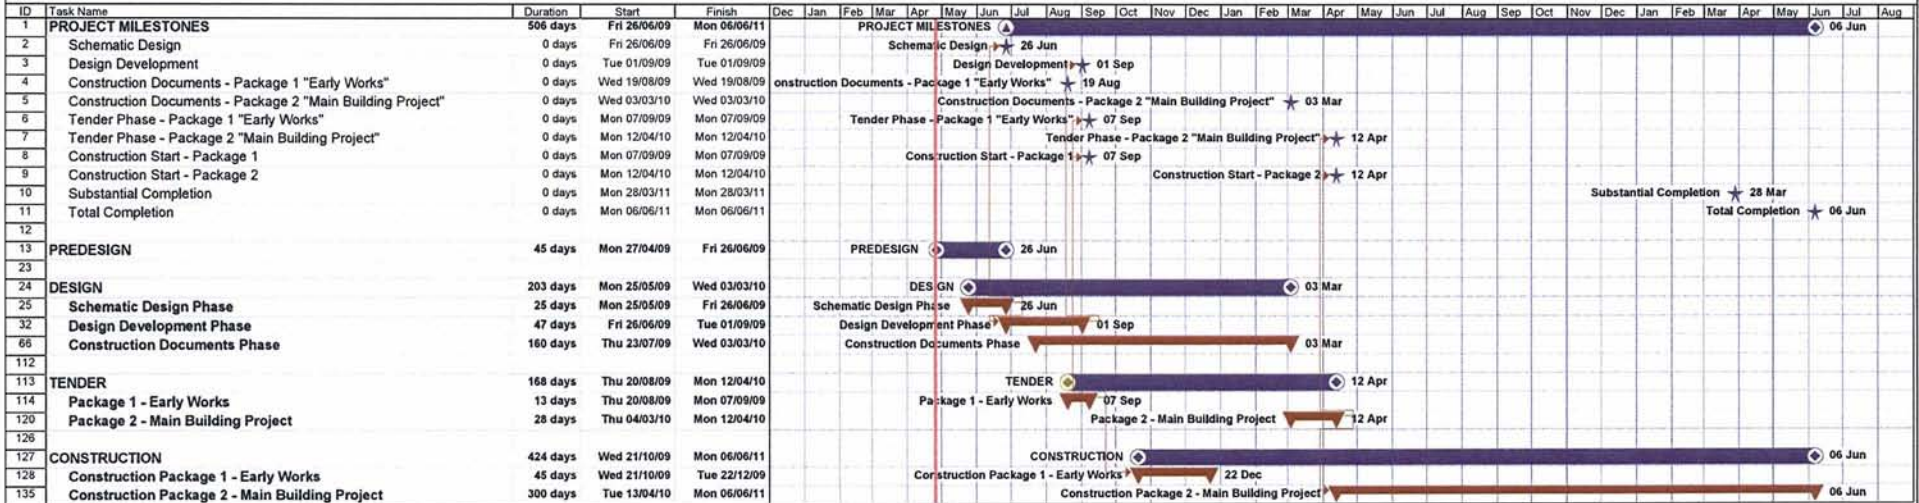 ID Task Name Duration Start Finish Dec Jan Feb Mar Apr May Jun Jul Aug Sep Oct Nov Dec Jan Feb Mar Apr May Jun Jul Aug Sep Oct Nov Dec Jan Feb Mar Apr May Jun Jul Aug
1 PROJECT MILESTONES 506 days Fri 26/06/09 Mon 06/06/11 PROJECT MILESTONES 06 Jun
2 Schematic Design 0 days Fri 26/06/09 Fri 26/06/09 Schematic Design 26 Jun
3 Design Development 0 days Tue 01/09/09 Tue 01/09/09 Design Development 01 Sep
4 Construction Documents - Package 1 "Early Works" 0 days Wed 19/08/09 Wed 19/08/09 onstruction Documents - Package 1 "Early Works" 19 Aug
5 Construction Documents - Package 2 "Main Building Project" 0 days Wed 03/03/10 Wed 03/03/10 Construction Documents - Package 2 "Main Building Project" 03 Mar
6 Tender Phase - Package 1 "Early Works" 0 days Mon 07/09/09 Mon 07/09/09 Tender Phase - Package 1 "Early Works" 07 Sep
7 Tender Phase - Package 2 "Main Building Project" 0 days Mon 12/04/10 Mon 12/04/10 Tender Phase - Package 2 "Main Building Project" 12 Apr
8 Construction Start - Package 1 0 days Mon 07/09/09 Mon 07/09/09 Construction Start - Package 1 07 Sep
9 Construction Start - Package 2 0 days Mon 12/04/10 Mon 12/04/10 Construction Start - Package 2 12 Apr
10 Substantial Completion 0 days Mon 28/03/11 Mon 28/03/11 Substantial Completion 28 Mar
11 Total Completion 0 days Mon 06/06/11 Mon 06/06/11 Total Completion 06 Jun
12
13 PREDESIGN 45 days Mon 27/04/09 Fri 26/06/09 PREDESIGN 26 Jun
23
24 DESIGN 203 days Mon 25/05/09 Wed 03/03/10 DESIGN 03 Mar
25 Schematic Design Phase 25 days Mon 25/05/09 Fri 26/06/09 Schematic Design Phase 26 Jun
32 Design Development Phase 47 days Fri 26/06/09 Tue 01/09/09 Design Development Phase 01 Sep
66 Construction Documents Phase 160 days Thu 23/07/09 Wed 03/03/10 Construction Documents Phase 03 Mar
112
113 TENDER 168 days Thu 20/08/09 Mon 12/04/10 TENDER 12 Apr
114 Package 1 - Early Works 13 days Thu 20/08/09 Mon 07/09/09 Package 1 - Early Works 07 Sep
120 Package 2 - Main Building Project 28 days Thu 04/03/10 Mon 12/04/10 Package 2 - Main Building Project 12 Apr
126
127 CONSTRUCTION 424 days Wed 21/10/09 Mon 06/06/11 CONSTRUCTION 06 Jun
128 Construction Package 1 - Early Works 45 days Wed 21/10/09 Tue 22/12/09 Construction Package 1 - Early Works 22 Dec
135 Construction Package 2 - Main Building Project 300 days Tue 13/04/10 Mon 06/06/11 Construction Package 2 - Main Building Project 06 Jun